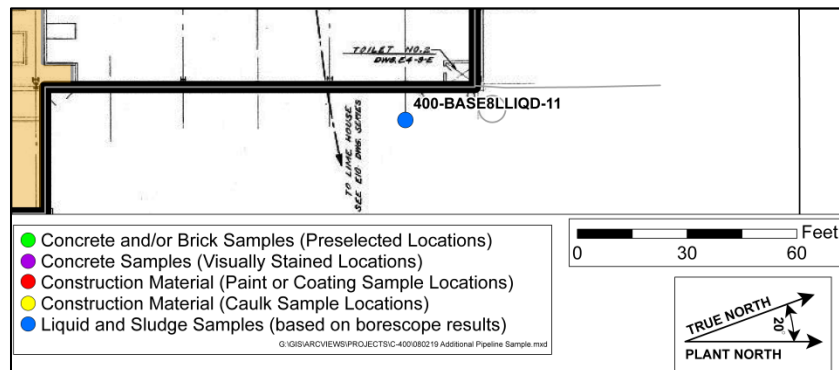 TOILET NO.2
DWG. E4-9-E
400-BASE8LLIQD-11
TO LIME HOUSE
SEE E10 DWG. SERIES
Concrete and/or Brick Samples (Preselected Locations)
Concrete Samples (Visually Stained Locations)
Construction Material (Paint or Coating Sample Locations)
Construction Material (Caulk Sample Locations)
Liquid and Sludge Samples (based on borescope results)
G:\GIS\ARCVIEWS\PROJECTS\C-400\080219 Additional Pipeline Sample.mxd
Feet
0 30 60
TRUE NORTH
20°
PLANT NORTH